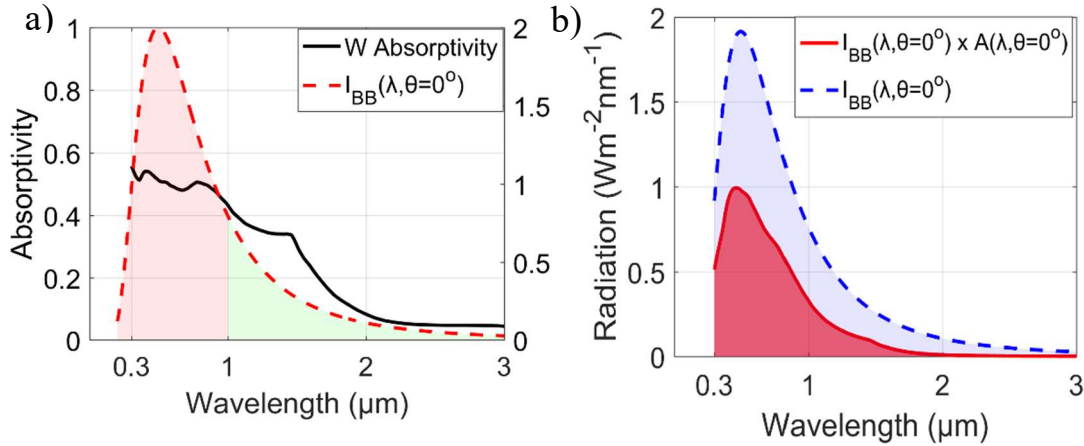 a)
Absorptivity
1
0.8
0.6
0.4
0.2
0
2
1.5
1
0.5
0
W Absorptivity
I_BB(λ,θ=0°)
0.3 1 2 3
Wavelength (μm)
b)
Radiation (Wm⁻²nm⁻¹)
2
1.5
1
0.5
0
I_BB(λ,θ=0°) x A(λ,θ=0°)
I_BB(λ,θ=0°)
0.3 1 2 3
Wavelength (μm)